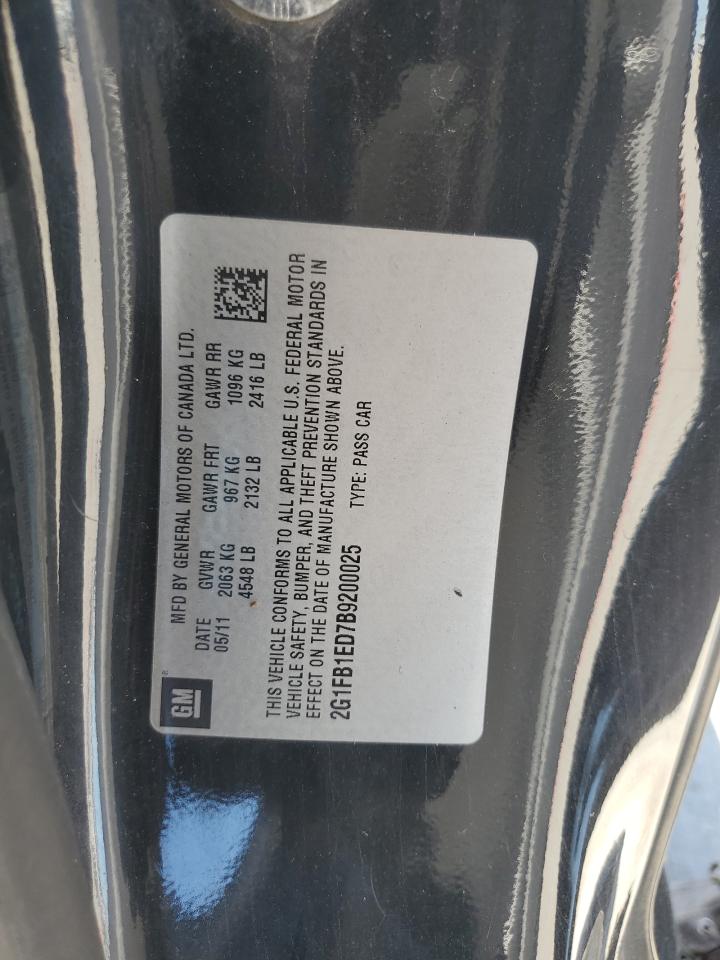 GM ®
MFD BY GENERAL MOTORS OF CANADA LTD.
DATE GVWR GAWR FRT GAWR RR
05/11 2063 KG 967 KG 1096 KG
4548 LB 2132 LB 2416 LB
THIS VEHICLE CONFORMS TO ALL APPLICABLE U.S. FEDERAL MOTOR
VEHICLE SAFETY, BUMPER, AND THEFT PREVENTION STANDARDS IN
EFFECT ON THE DATE OF MANUFACTURE SHOWN ABOVE.
2G1FB1ED7B9200025 TYPE: PASS CAR